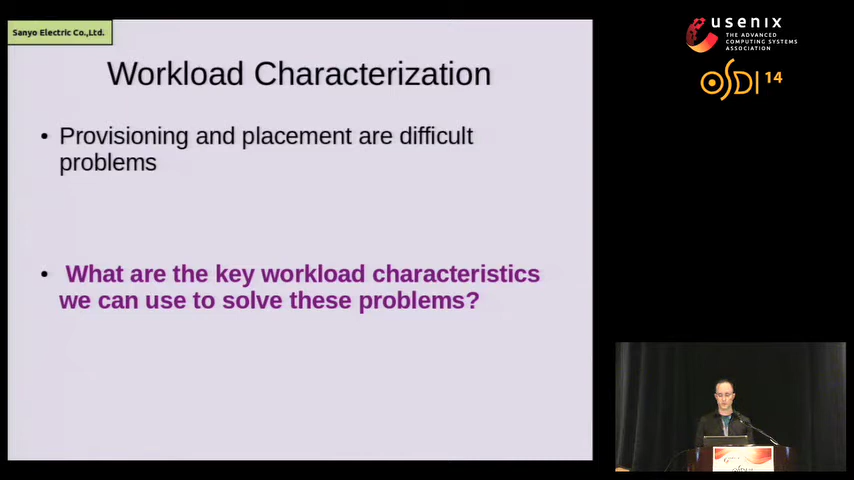 Sanyo Electric Co.,Ltd.
Workload Characterization
• Provisioning and placement are difficult
problems
• What are the key workload characteristics
we can use to solve these problems?
usenix
THE ADVANCED
COMPUTING SYSTEMS
ASSOCIATION
OSDI 14